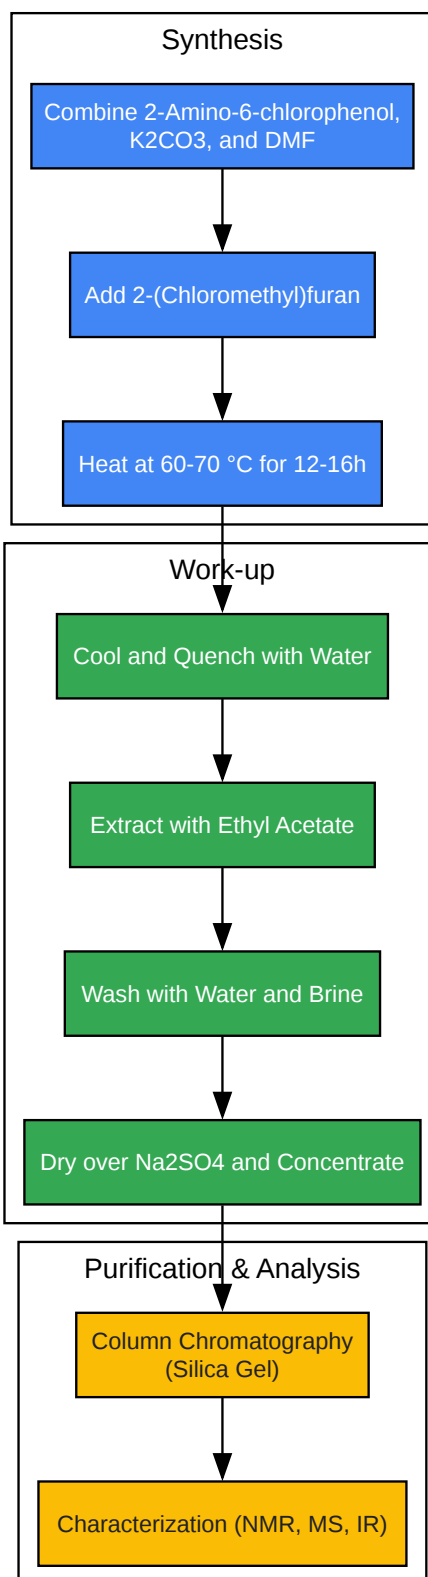 Synthesis
Combine 2-Amino-6-chlorophenol,
K2CO3, and DMF
Add 2-(Chloromethyl)furan
Heat at 60-70 °C for 12-16h
Work-up
Cool and Quench with Water
Extract with Ethyl Acetate
Wash with Water and Brine
Dry over Na2SO4 and Concentrate
Purification & Analysis
Column Chromatography
(Silica Gel)
Characterization (NMR, MS, IR)